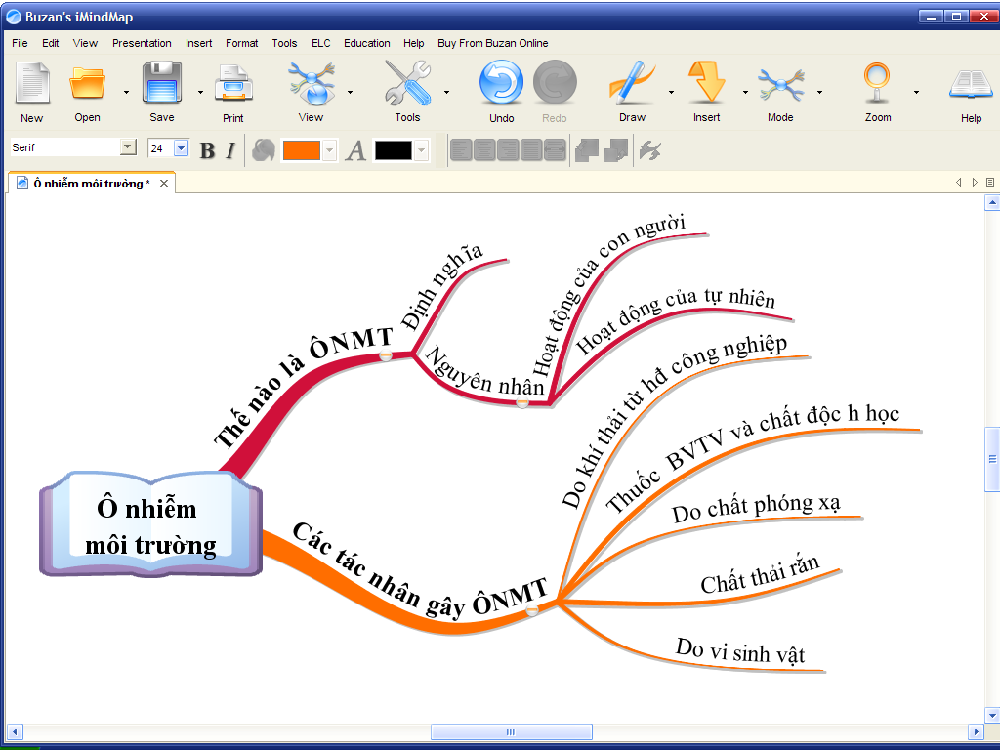 Buzan's iMindMap
File Edit View Presentation Insert Format Tools ELC Education Help Buy From Buzan Online
New Open Save Print View Tools Undo Redo Draw Insert Mode Zoom Help
Serif 24 B I A
Ô nhiễm môi trường *
Ô nhiễm
môi trường
Thế nào là ÔNMT
Định nghĩa
Nguyên nhân
Hoạt động của con người
Hoạt động của tự nhiên
Các tác nhân gây ÔNMT
Do khí thải từ hđ công nghiệp
Thuốc BVTV và chất độc h học
Do chất phóng xạ
Chất thải rắn
Do vi sinh vật